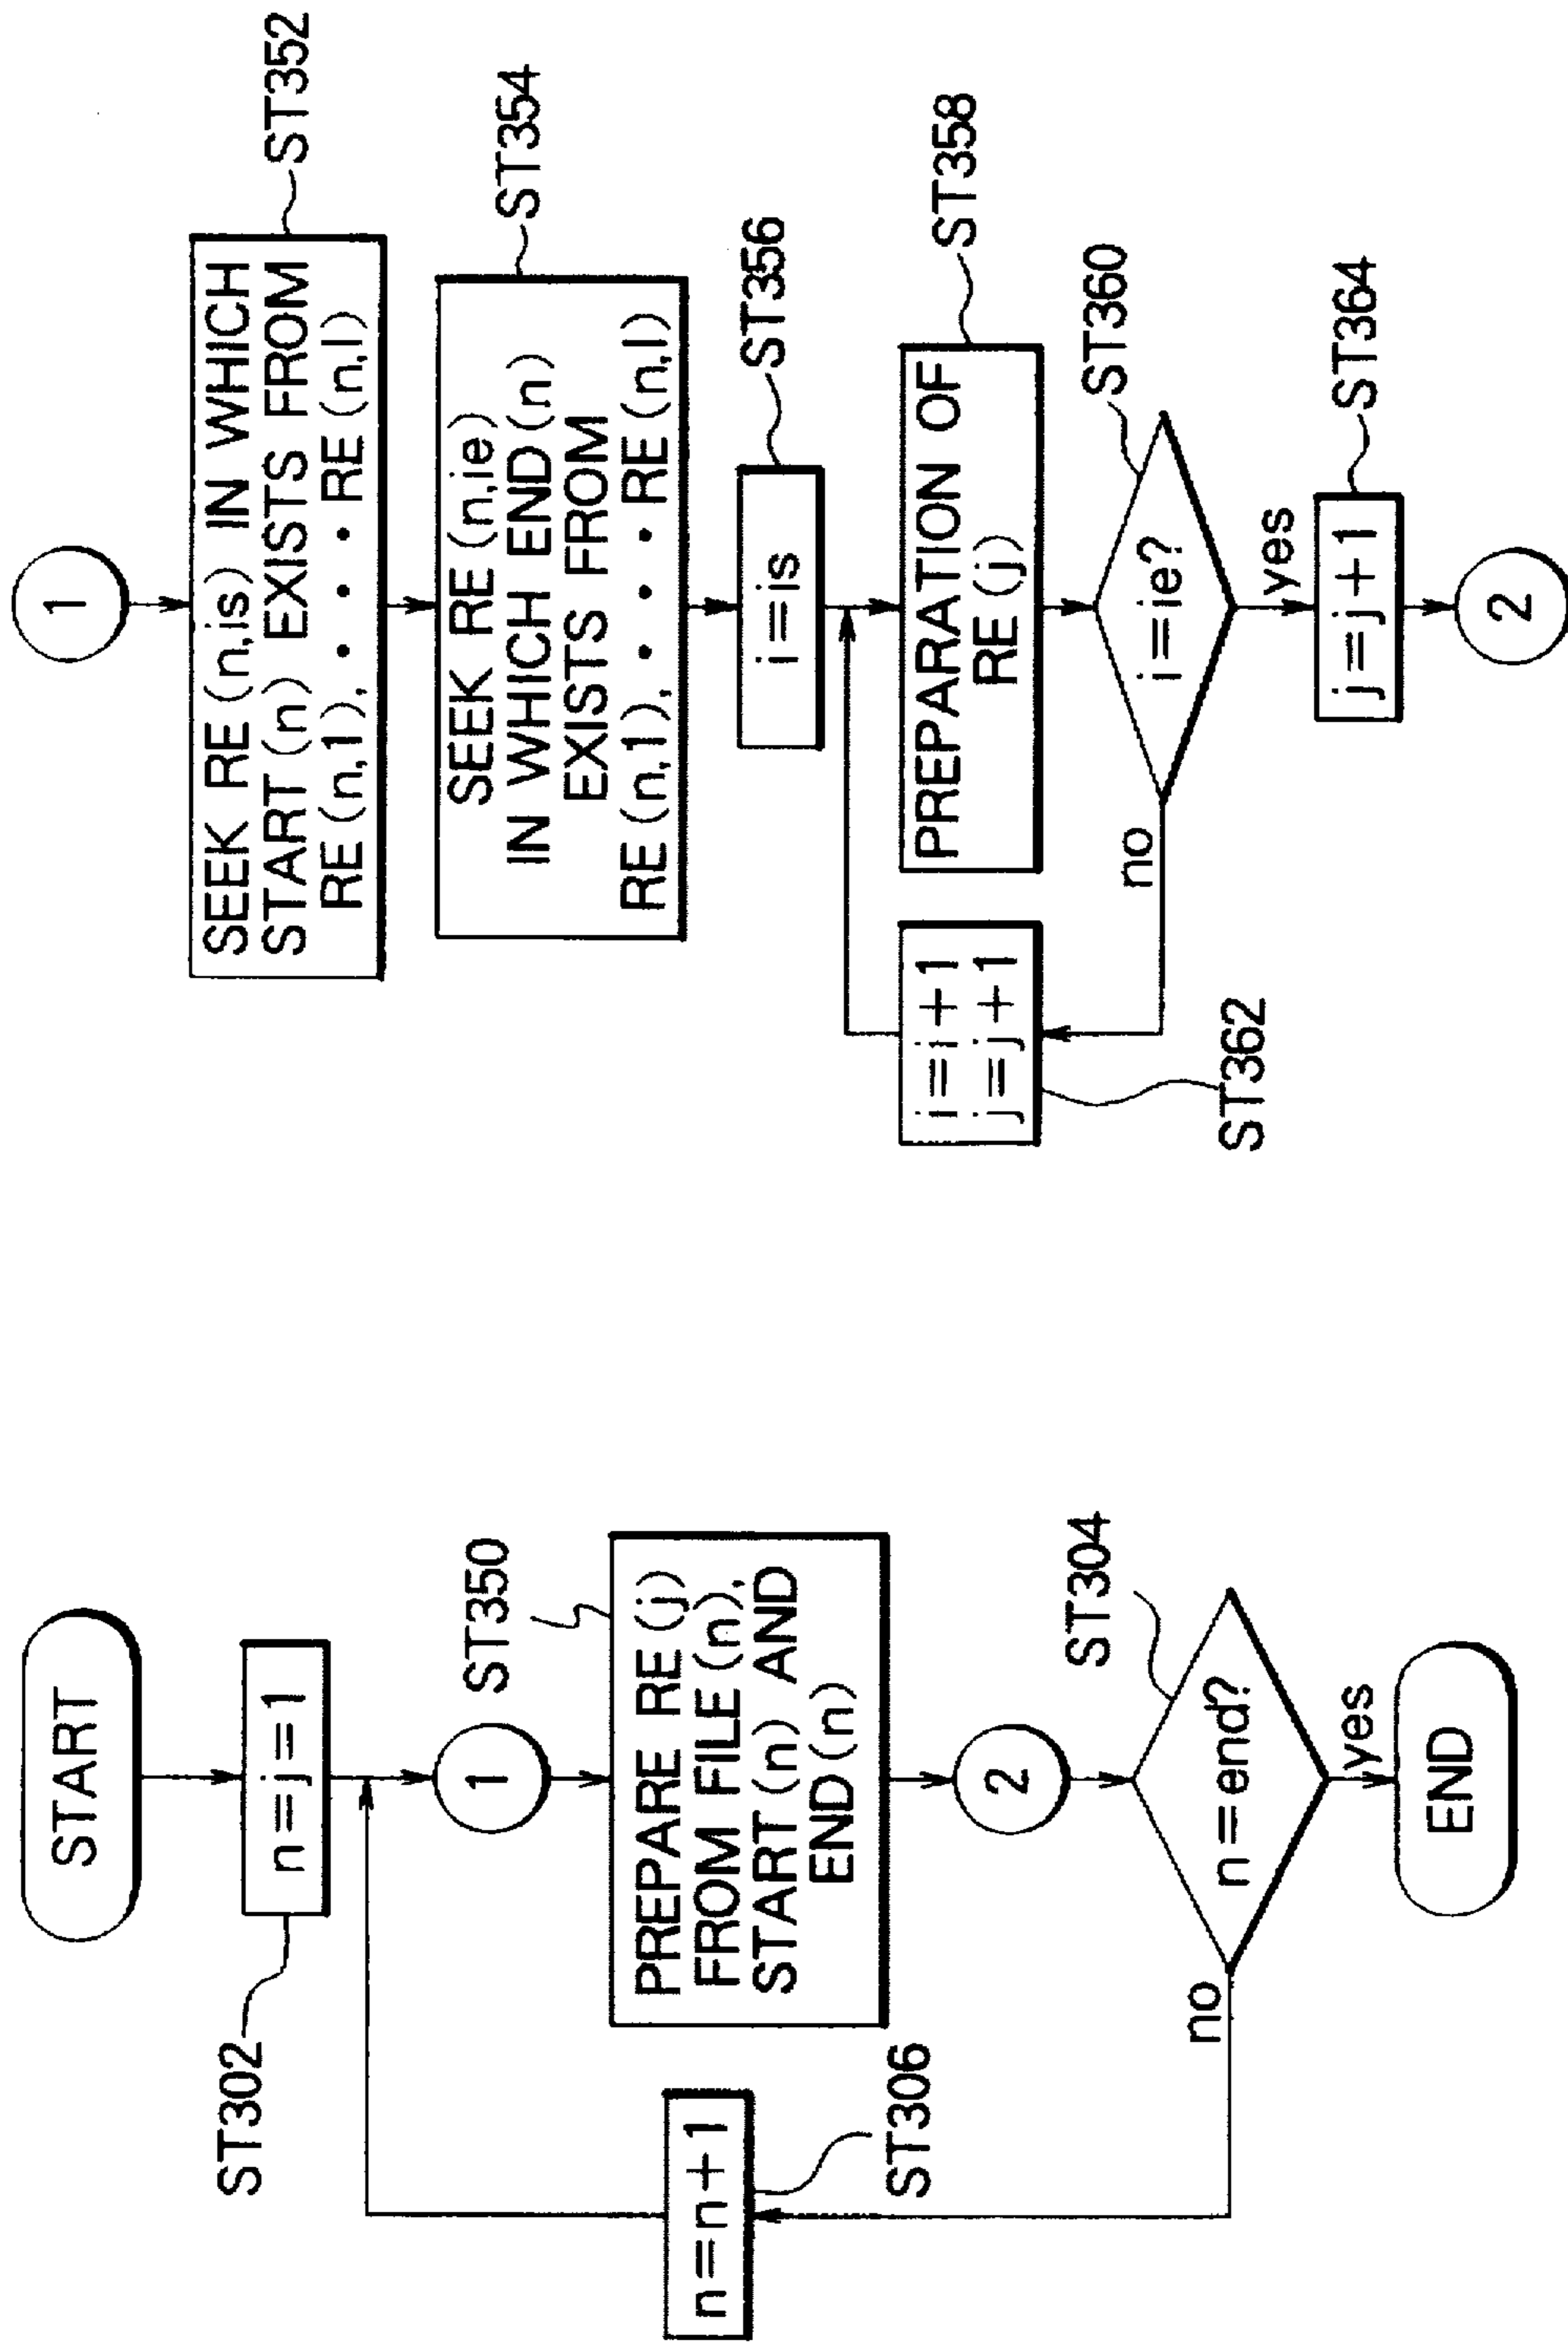 START
n=j=1
ST302
1
ST350
PREPARE RE (j)
FROM FILE (n),
START (n) AND
END (n)
2
ST304
n=end?
no
yes
n=n+1
ST306
END
1
SEEK RE (n,is) IN WHICH
START (n) EXISTS FROM
RE (n,1), • • • RE (n,l)
ST352
SEEK RE (n,ie)
IN WHICH END (n)
EXISTS FROM
RE (n,1), • • • RE (n,l)
ST354
i=is
ST356
PREPARATION OF
RE (j)
ST358
i=ie?
ST360
no
yes
i=i+1
j=j+1
ST362
j=j+1
ST364
2